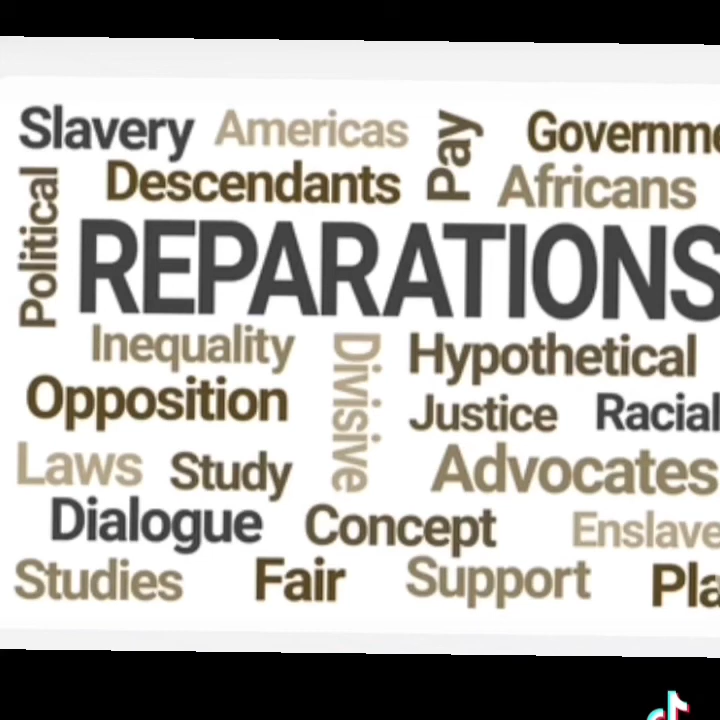 Slavery Americas Pay Governme
Political Descendants Africans
REPARATIONS
Inequality Divisive Hypothetical
Opposition Justice Racial
Laws Study Advocates
Dialogue Concept Enslave
Studies Fair Support Pla